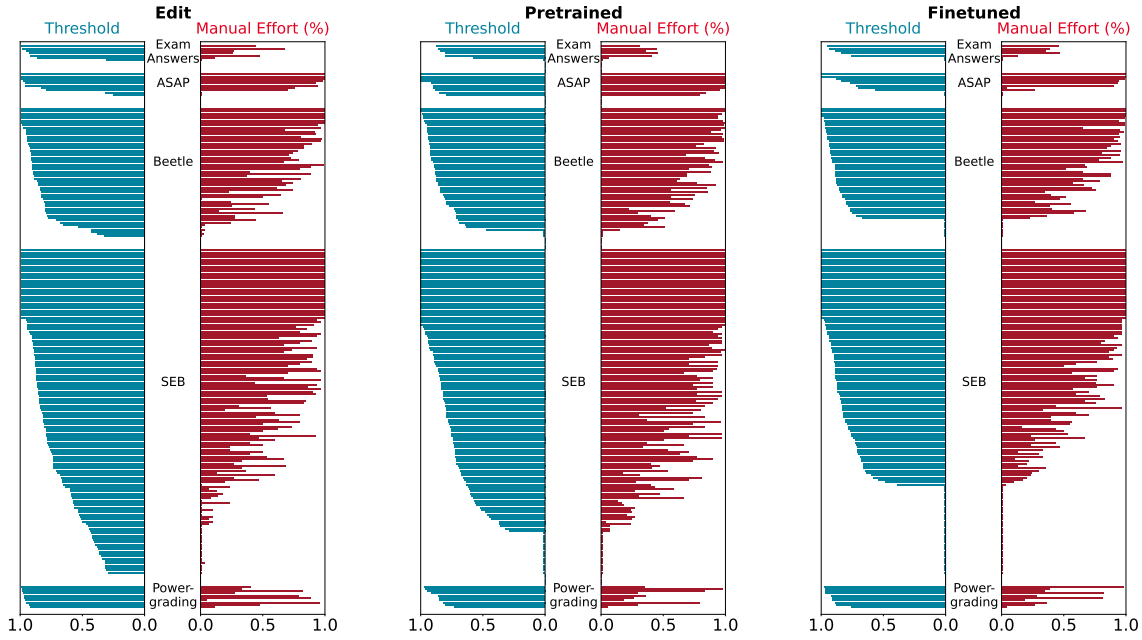 Edit
Pretrained
Finetuned
Threshold
Manual Effort (%)
Threshold
Manual Effort (%)
Threshold
Manual Effort (%)
Exam
Answers
Exam
Answers
Exam
Answers
ASAP
ASAP
ASAP
Beetle
Beetle
Beetle
SEB
SEB
SEB
Power-
grading
Power-
grading
Power-
grading
1.0 0.5 0.0 0.0 0.5 1.0
1.0 0.5 0.0 0.0 0.5 1.0
1.0 0.5 0.0 0.0 0.5 1.0